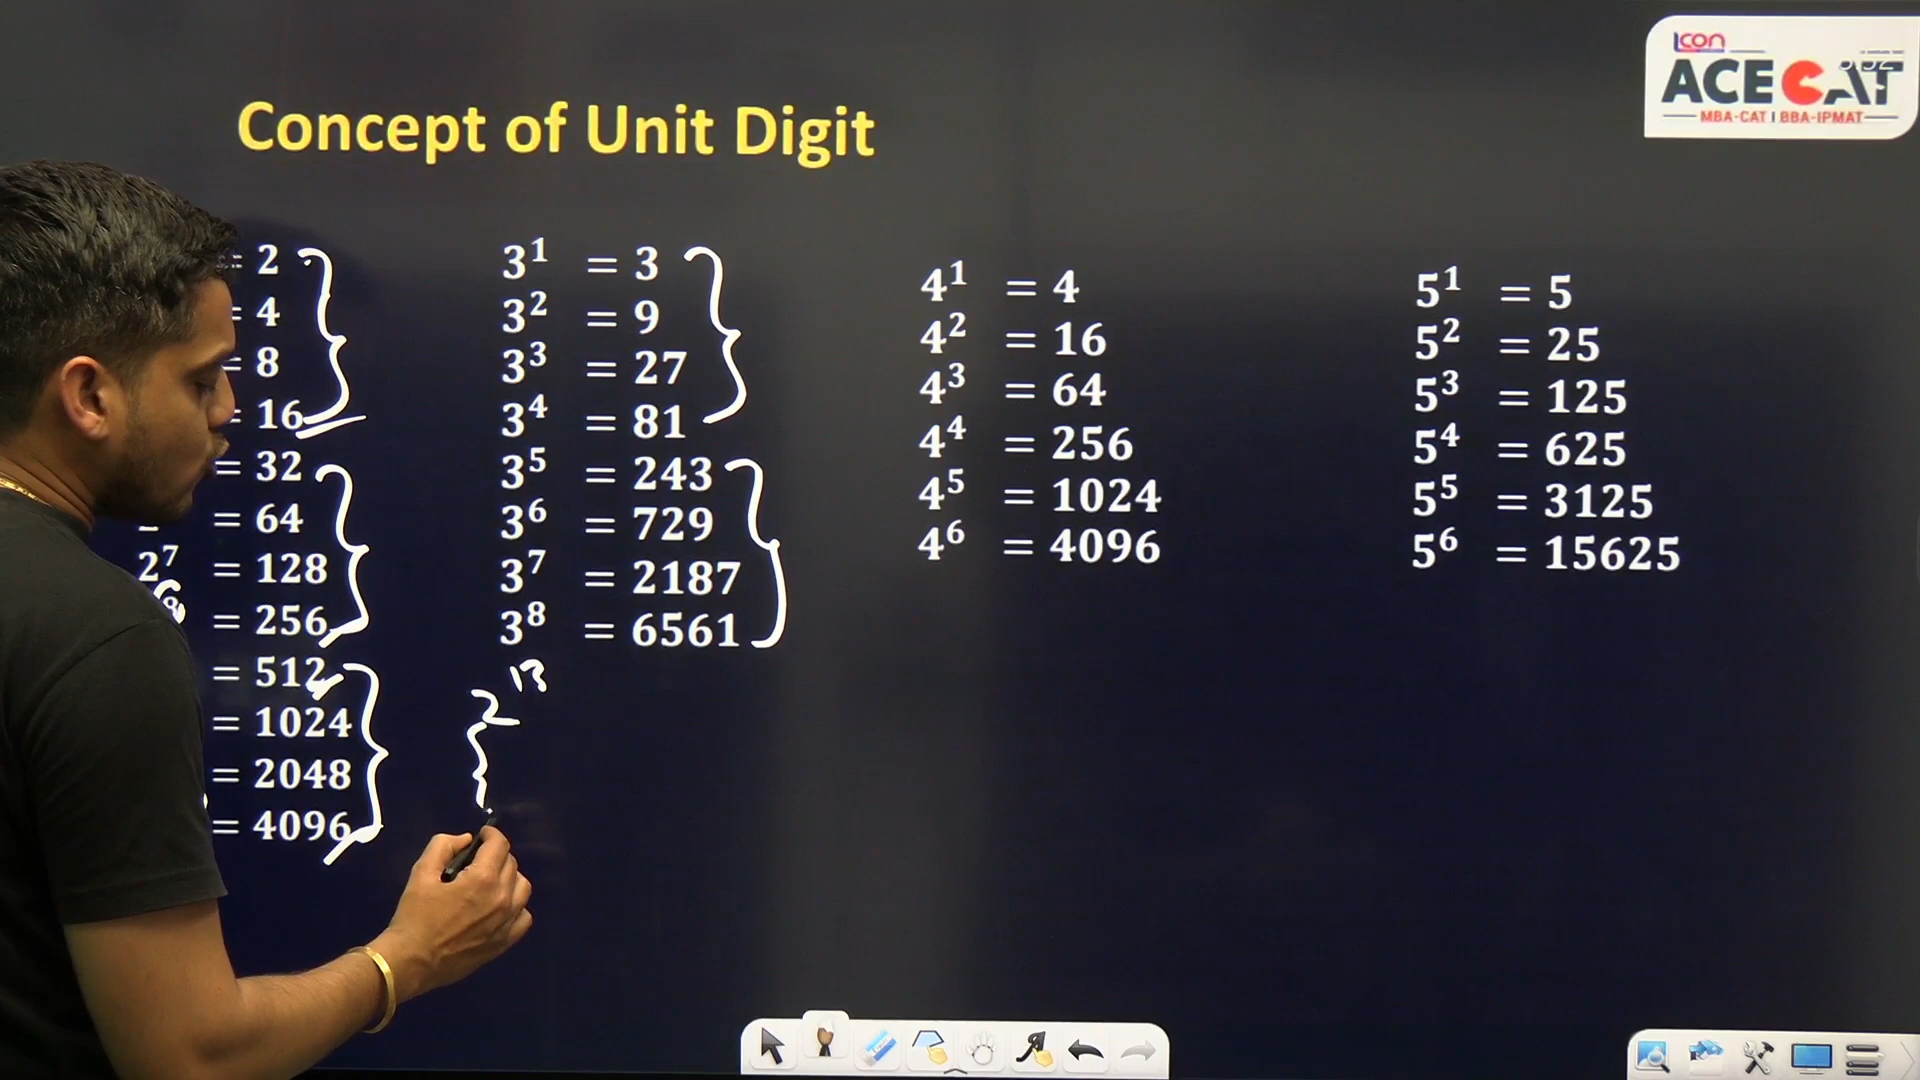 Icon
ACE CAT
MBA-CAT | BBA-IPMAT
Concept of Unit Digit
= 2
= 4
= 8
= 16
= 32
= 64
2⁷ = 128
= 256
= 512
= 1024
= 2048
= 4096
3¹ = 3
3² = 9
3³ = 27
3⁴ = 81
3⁵ = 243
3⁶ = 729
3⁷ = 2187
3⁸ = 6561
2¹³
4¹ = 4
4² = 16
4³ = 64
4⁴ = 256
4⁵ = 1024
4⁶ = 4096
5¹ = 5
5² = 25
5³ = 125
5⁴ = 625
5⁵ = 3125
5⁶ = 15625